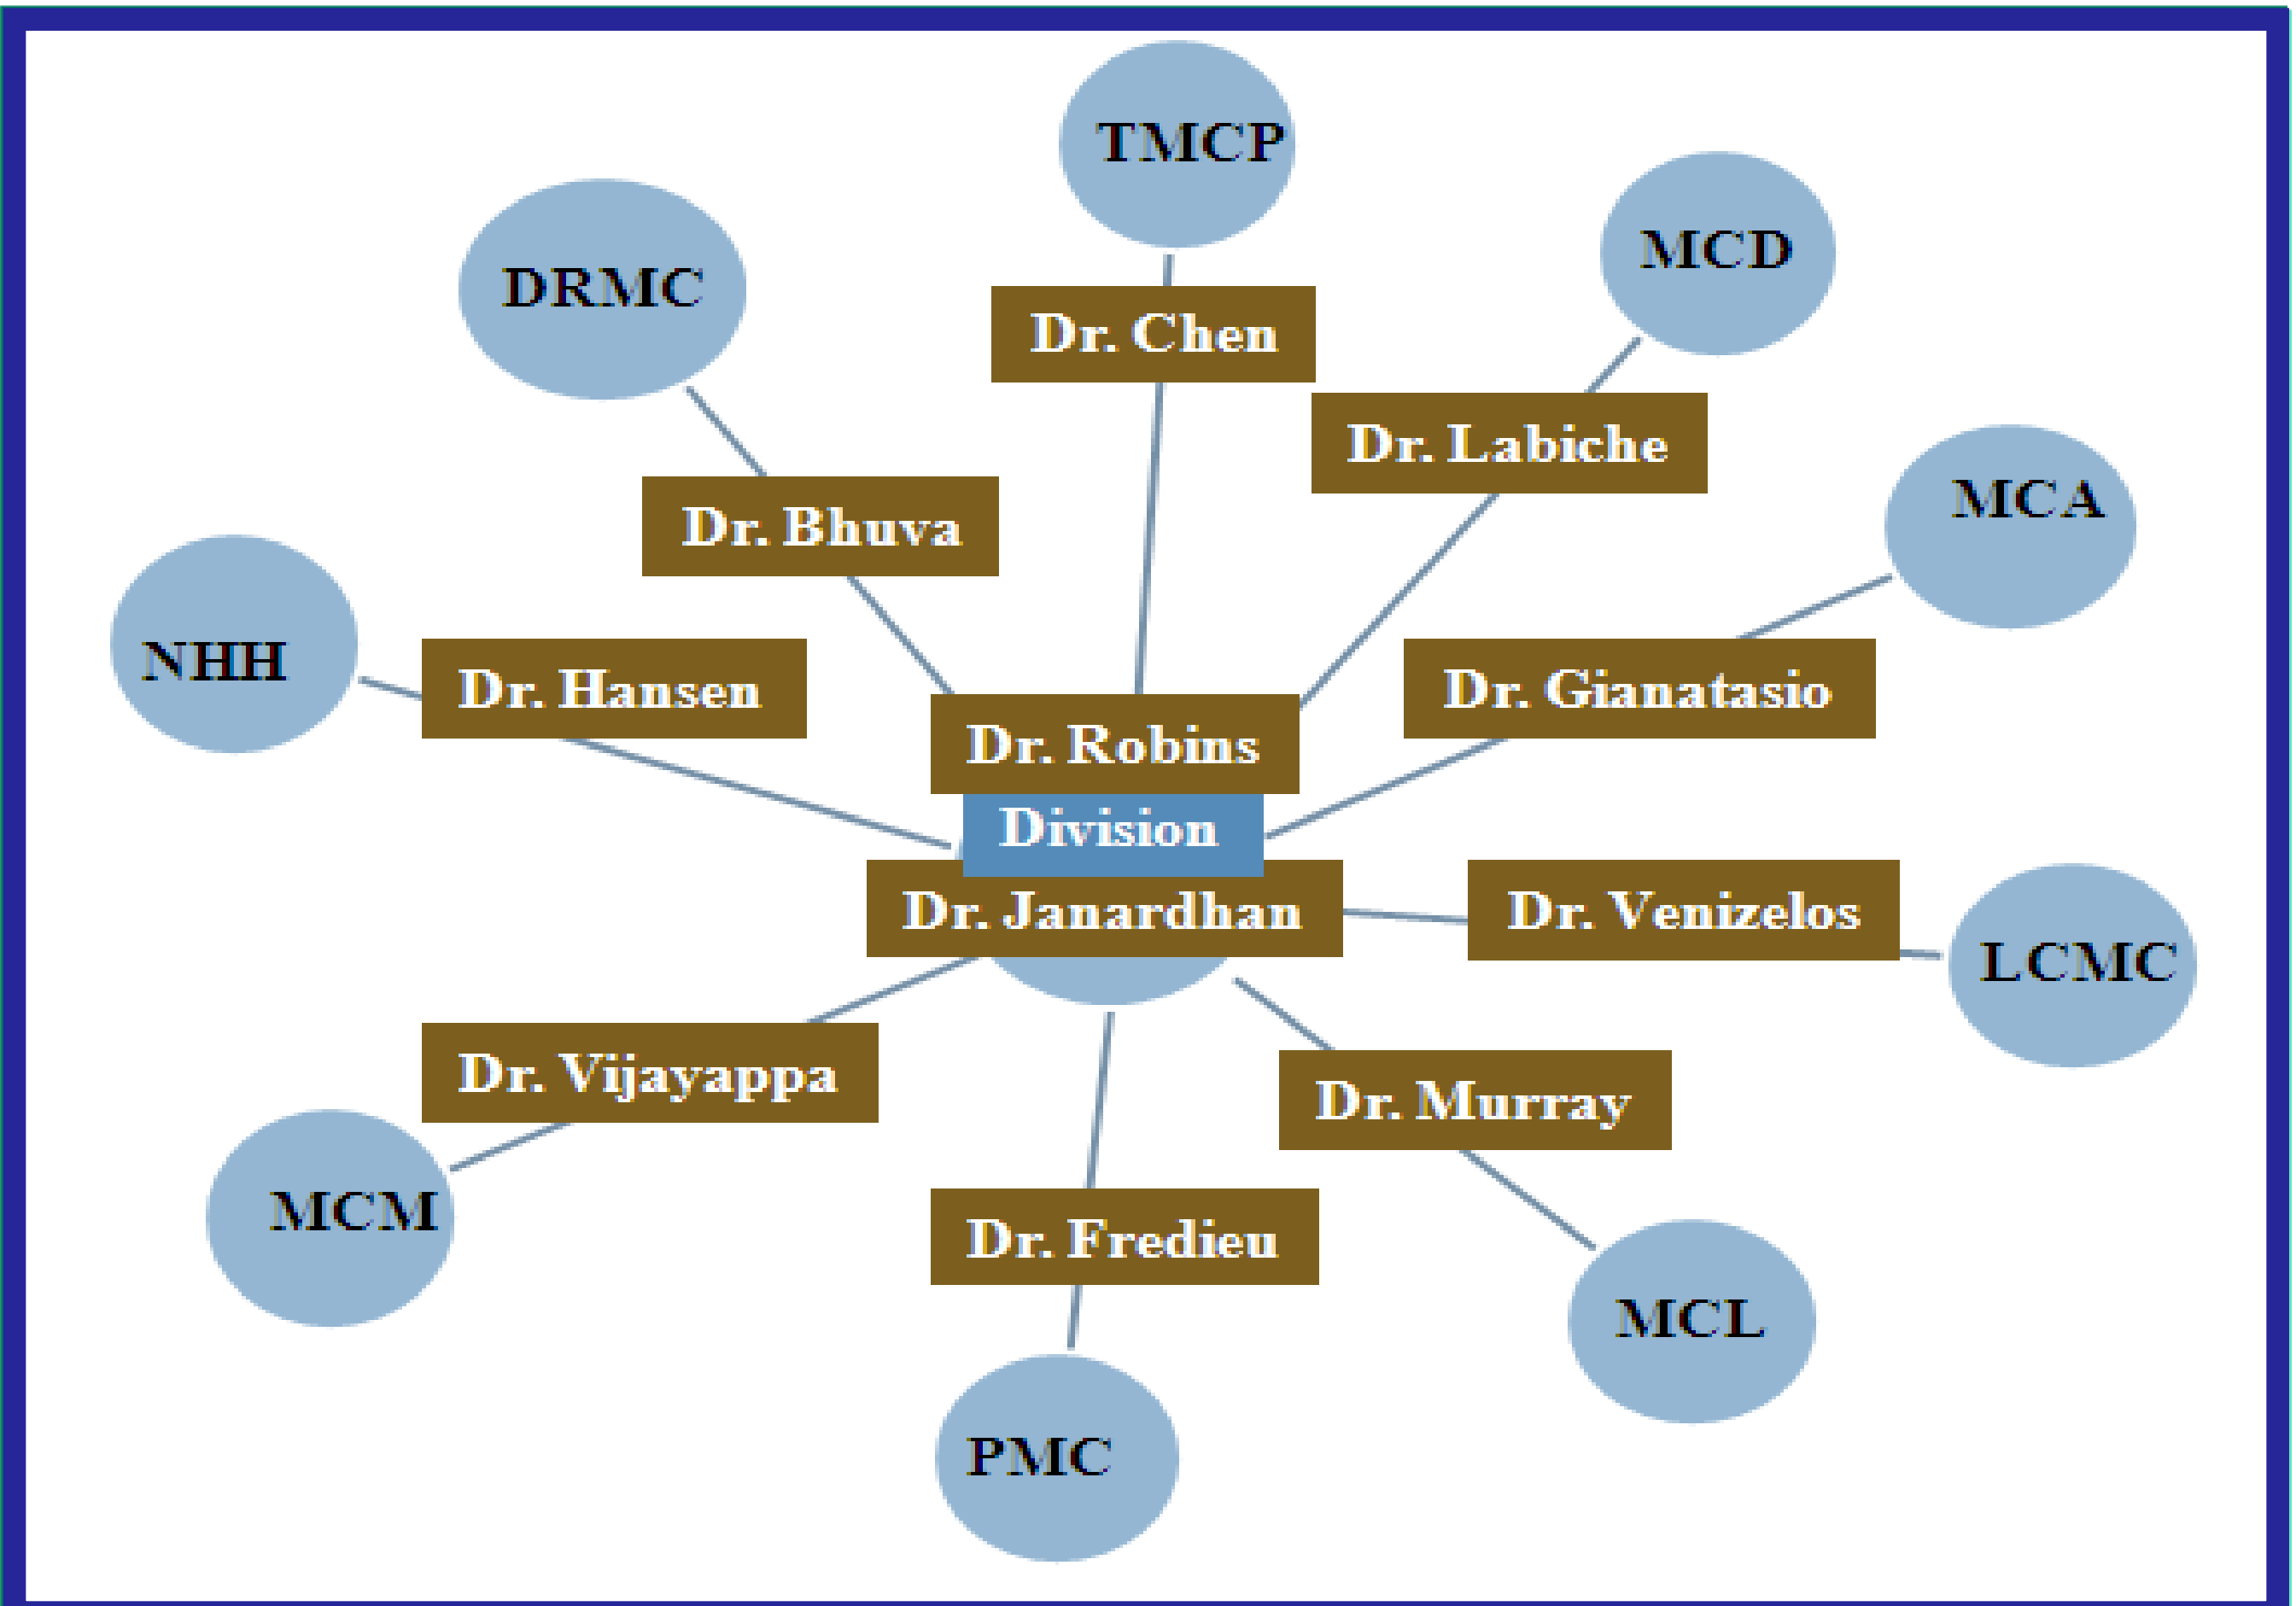 TMCP
MCD
DRMC
Dr. Chen
Dr. Labiche
MCA
Dr. Bhuva
NHH
Dr. Hansen
Dr. Gianatasio
Dr. Robins
Division
Dr. Janardhan
Dr. Venizelos
LCMC
Dr. Vijayappa
Dr. Murray
MCM
Dr. Fredieu
MCL
PMC